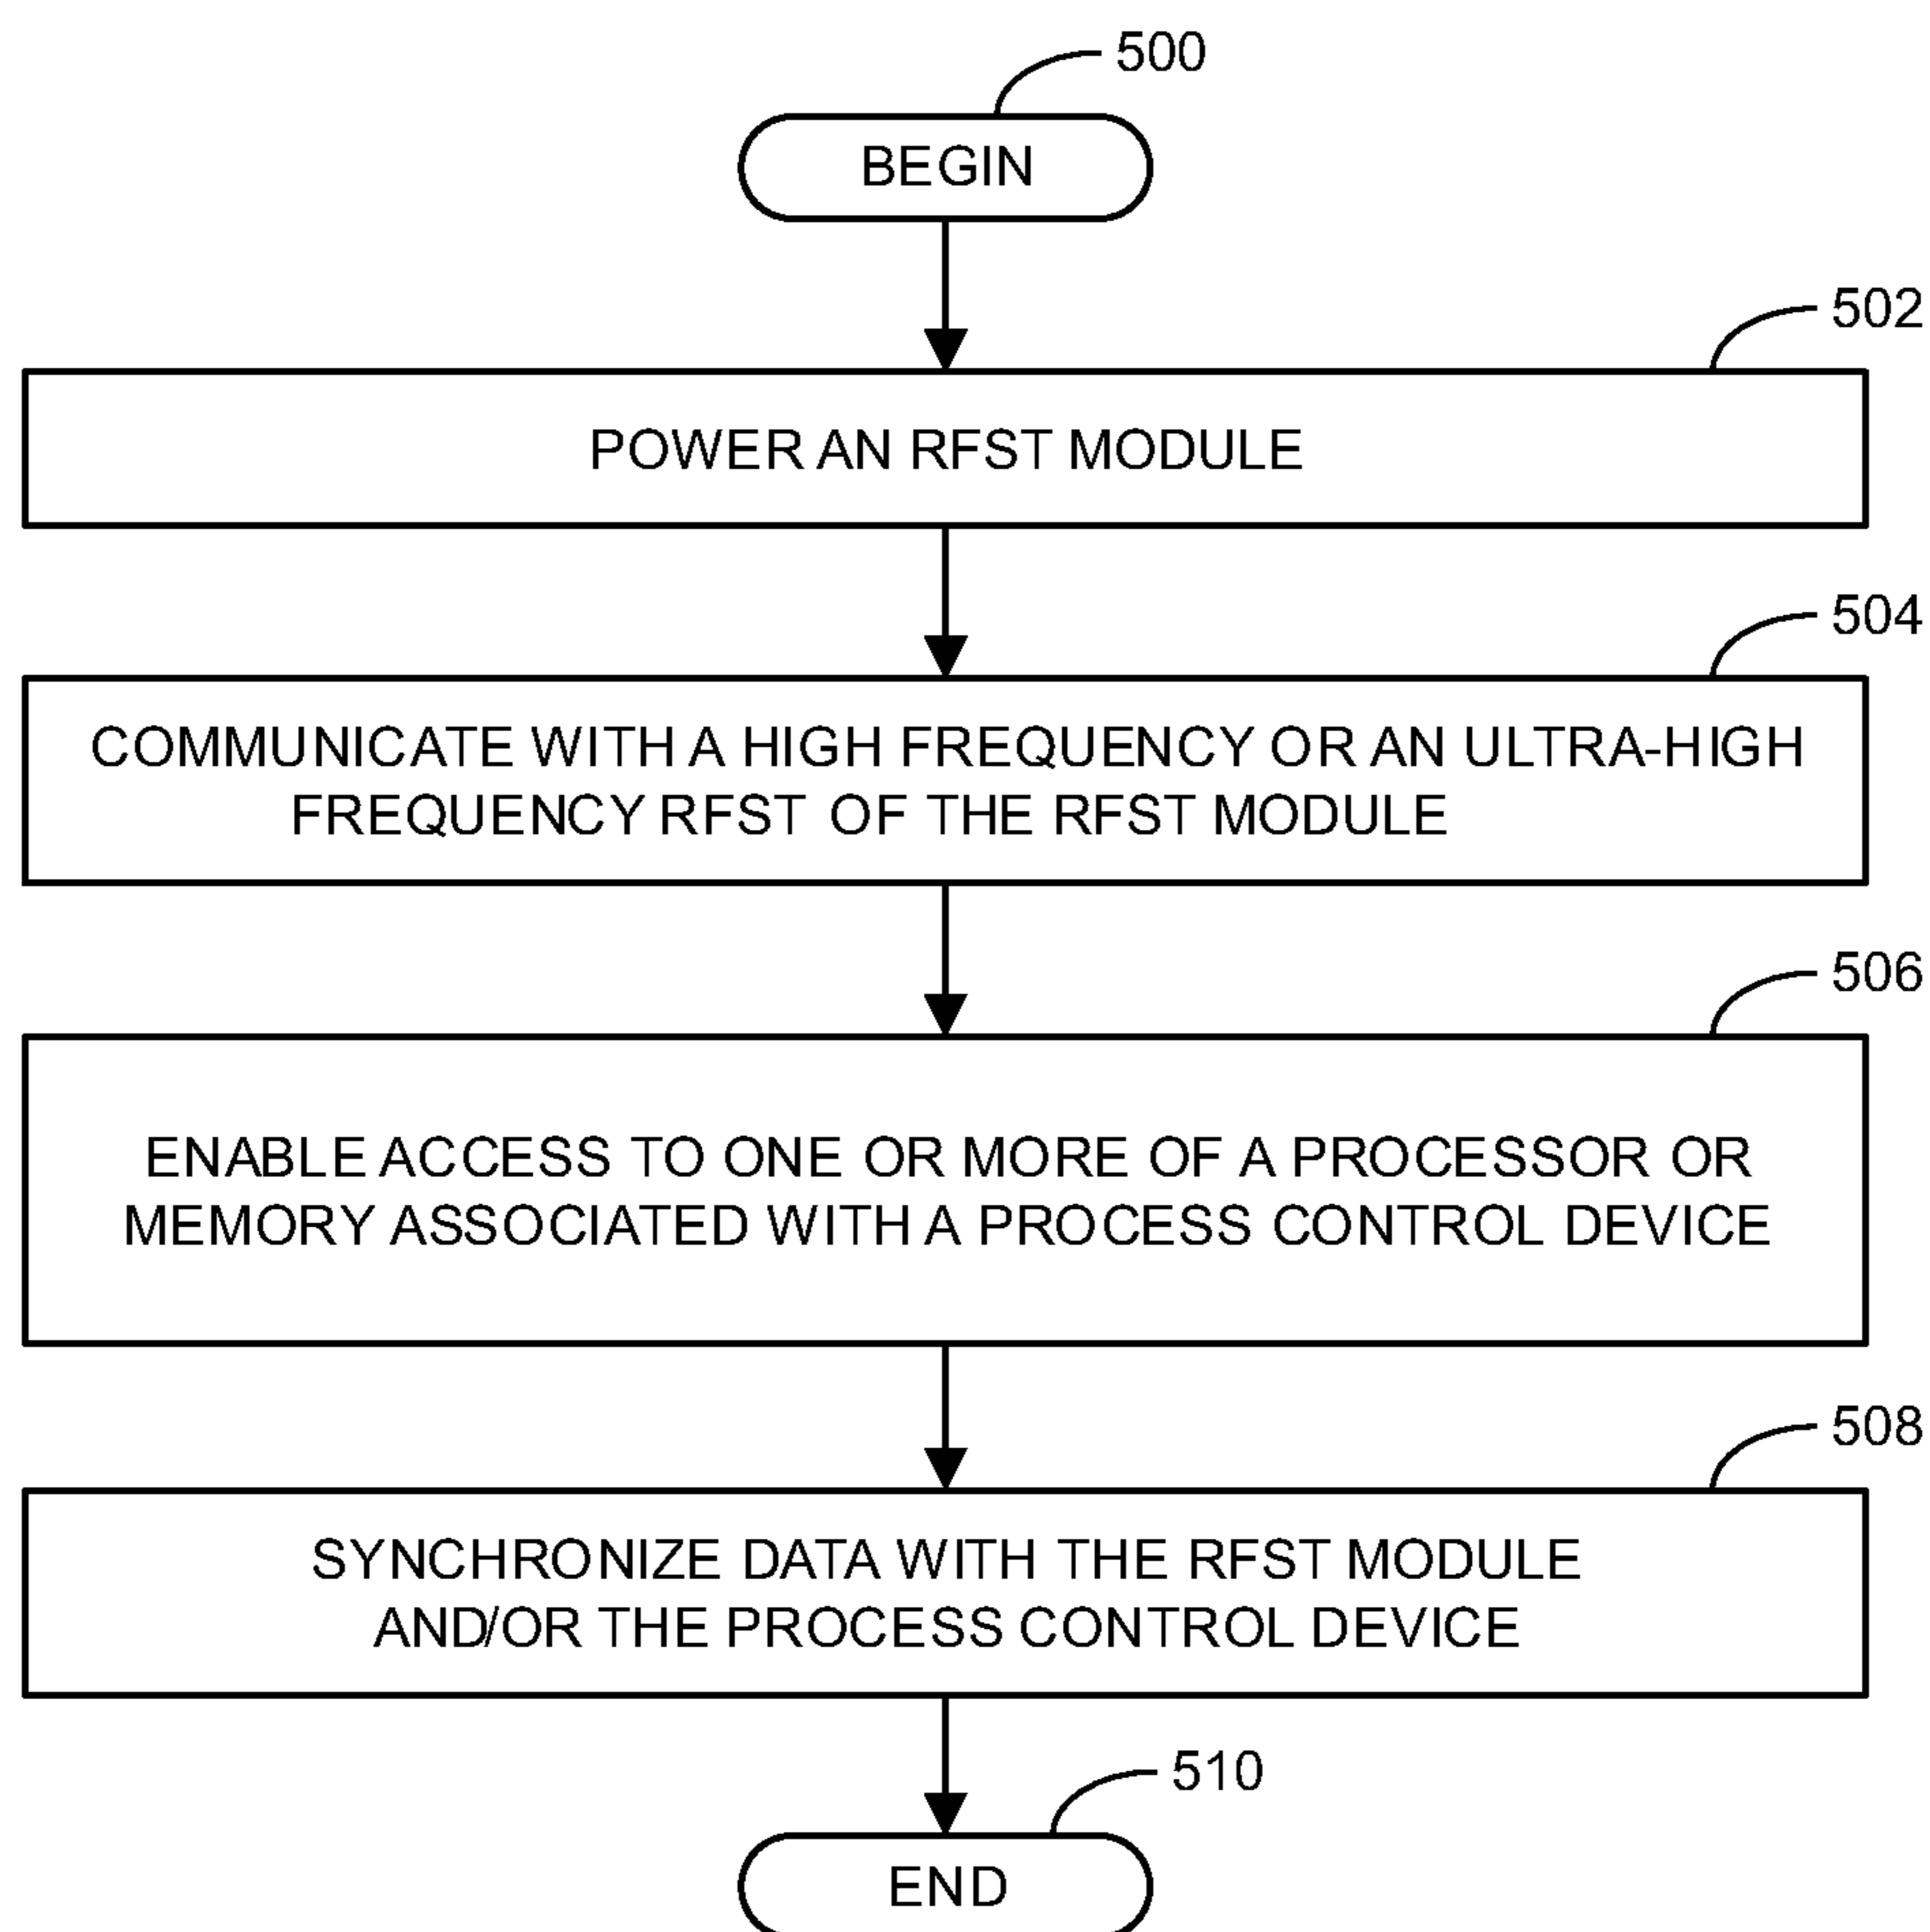 500
BEGIN
502
POWER AN RFST MODULE
504
COMMUNICATE WITH A HIGH FREQUENCY OR AN ULTRA-HIGH
FREQUENCY RFST OF THE RFST MODULE
506
ENABLE ACCESS TO ONE OR MORE OF A PROCESSOR OR
MEMORY ASSOCIATED WITH A PROCESS CONTROL DEVICE
508
SYNCHRONIZE DATA WITH THE RFST MODULE
AND/OR THE PROCESS CONTROL DEVICE
510
END